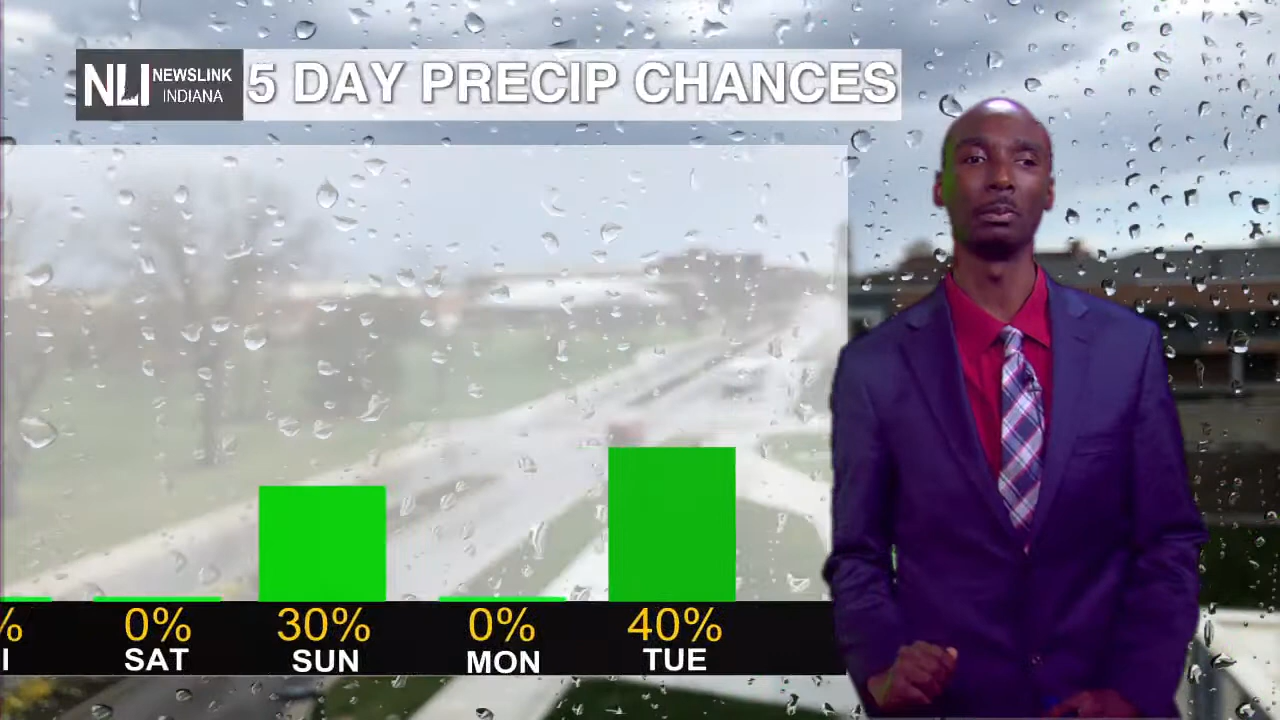 NLI NEWSLINK INDIANA
5 DAY PRECIP CHANCES
% 0% 30% 0% 40%
I SAT SUN MON TUE